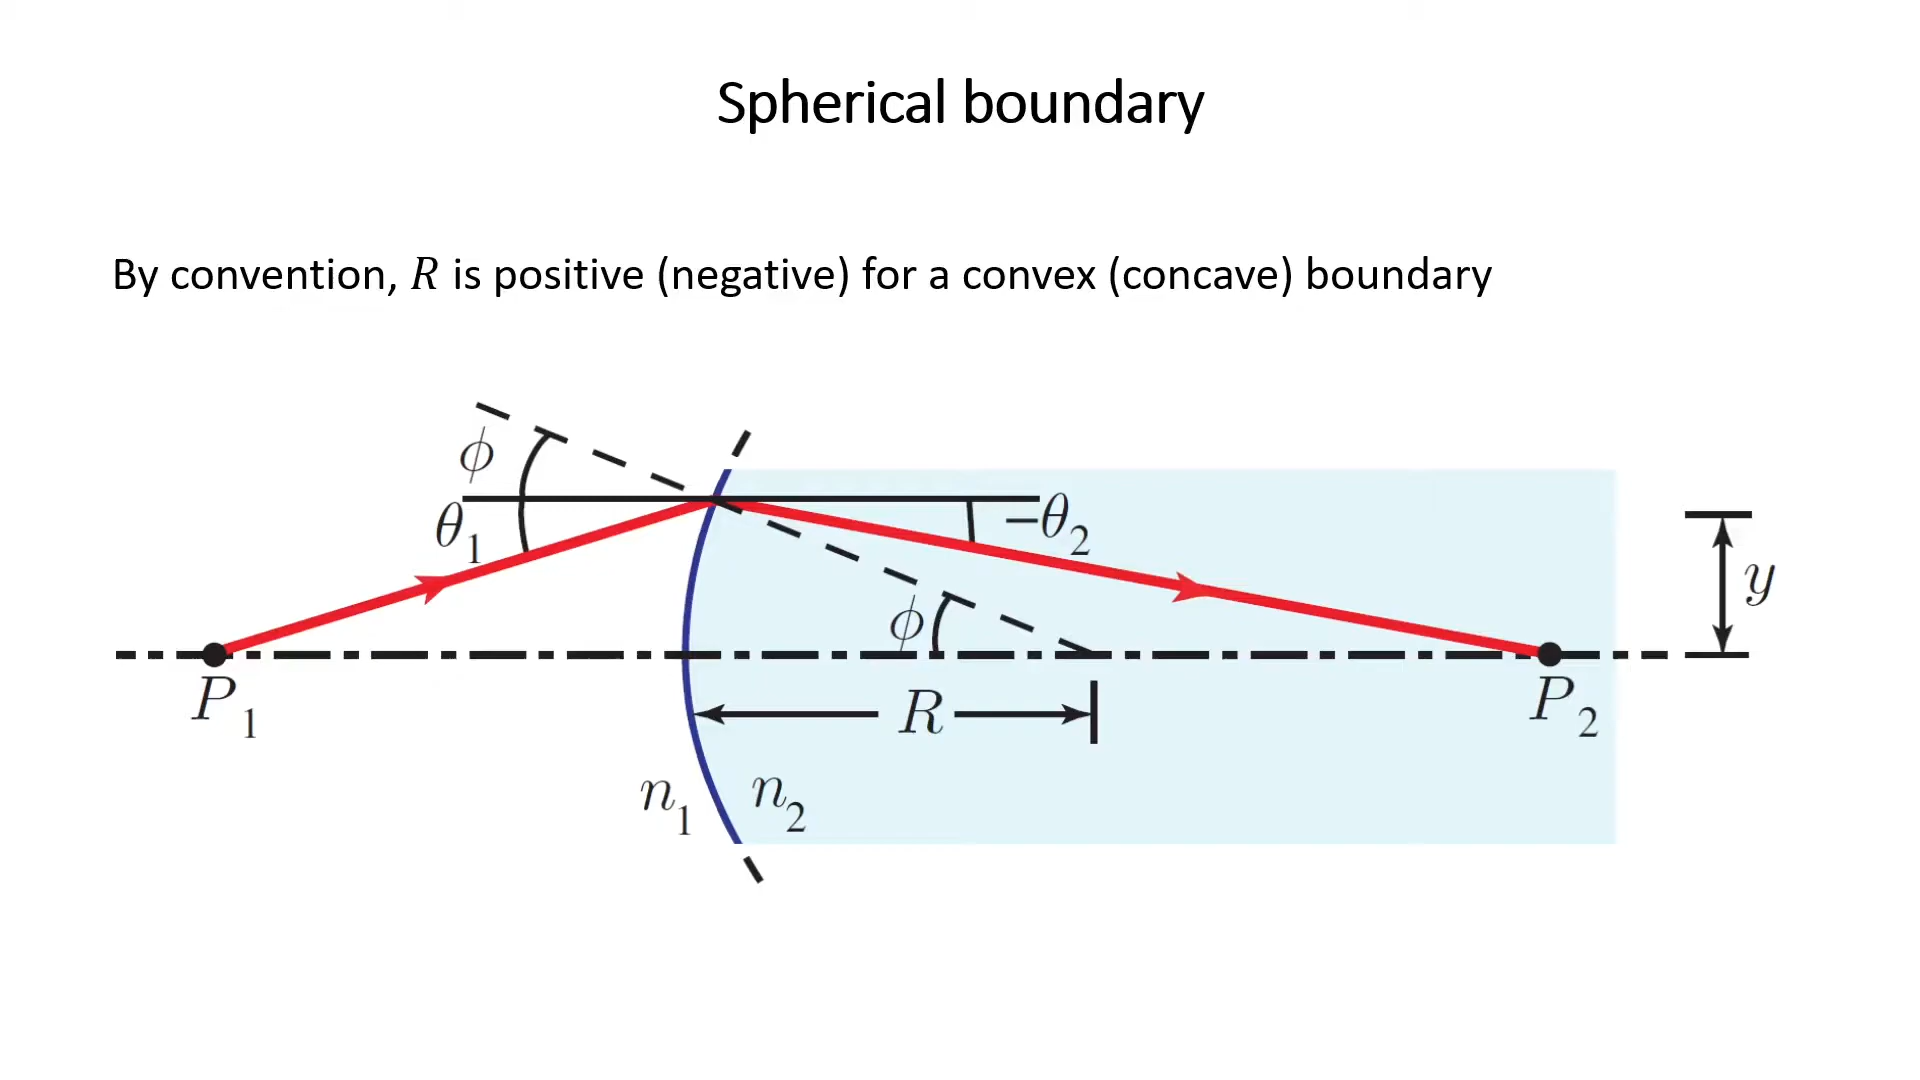 Spherical boundary
By convention, R is positive (negative) for a convex (concave) boundary
ϕ
θ₁
−θ₂
y
ϕ
P₁
R
P₂
n₁
n₂